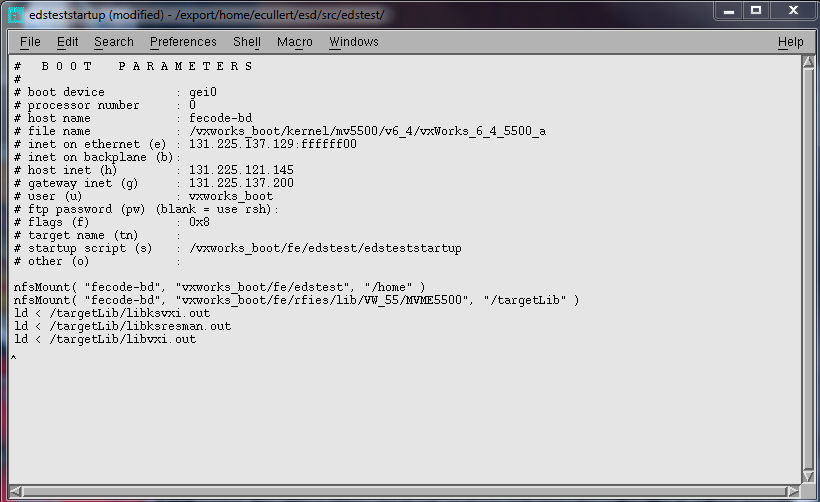 edsteststartup (modified) - /export/home/ecullert/esd/src/edstest/
File Edit Search Preferences Shell Macro Windows Help
#   B O O T   P A R A M E T E R S
#
# boot device           : gei0
# processor number      : 0
# host name             : fecode-bd
# file name             : /vxworks_boot/kernel/mv5500/v6_4/vxWorks_6_4_5500_a
# inet on ethernet (e)  : 131.225.137.129:ffffff00
# inet on backplane (b):
# host inet (h)         : 131.225.121.145
# gateway inet (g)      : 131.225.137.200
# user (u)              : vxworks_boot
# ftp password (pw) (blank = use rsh):
# flags (f)             : 0x8
# target name (tn)      :
# startup script (s)    : /vxworks_boot/fe/edstest/edsteststartup
# other (o)             :
nfsMount( "fecode-bd", "vxworks_boot/fe/edstest", "/home" )
nfsMount( "fecode-bd", "vxworks_boot/fe/rfies/lib/VW_55/MVME5500", "/targetLib" )
ld < /targetLib/libksvxi.out
ld < /targetLib/libksresman.out
ld < /targetLib/libvxi.out